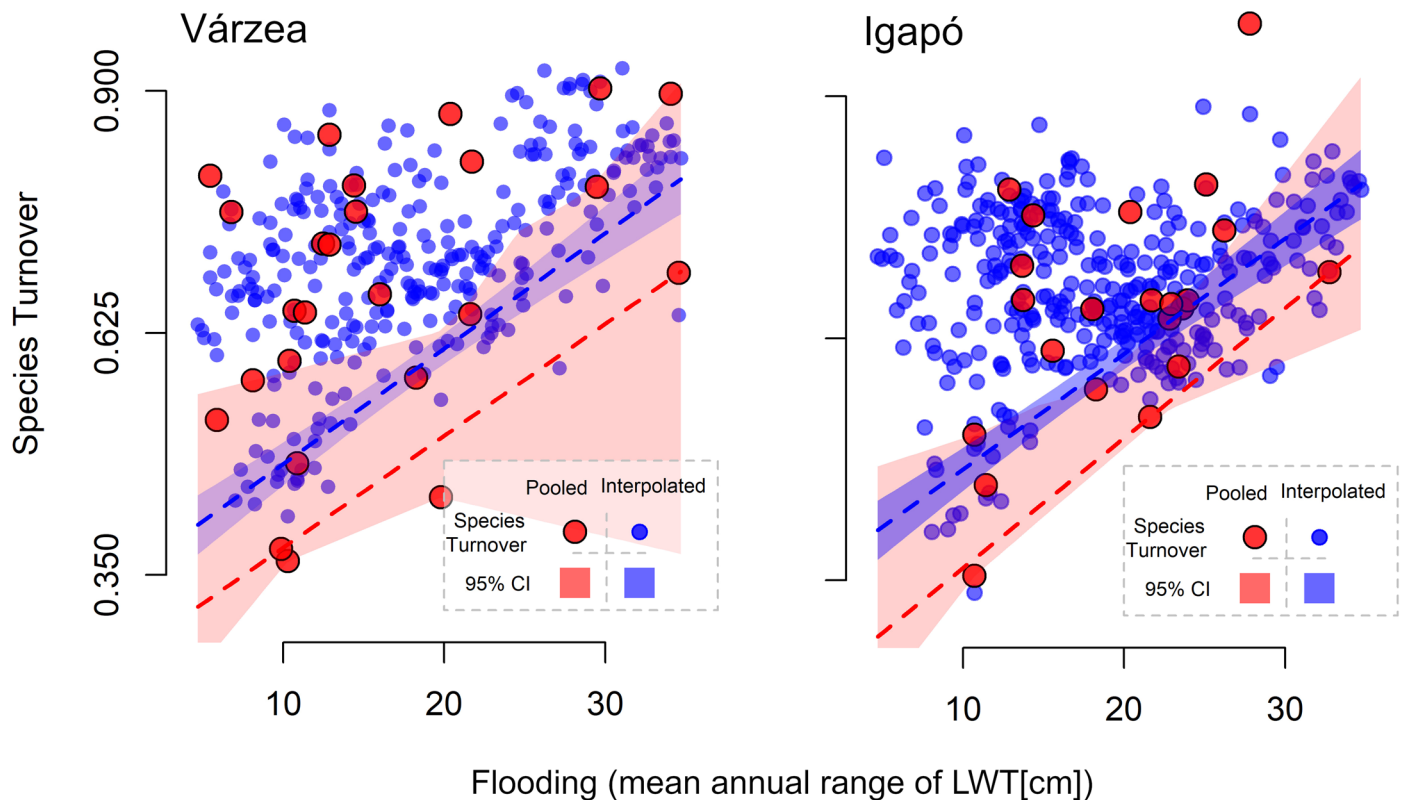 Várzea
Igapó
Species Turnover
0.900
0.625
0.350
Pooled Interpolated
Species
Turnover
95% CI
Pooled Interpolated
Species
Turnover
95% CI
10 20 30
10 20 30
Flooding (mean annual range of LWT[cm])